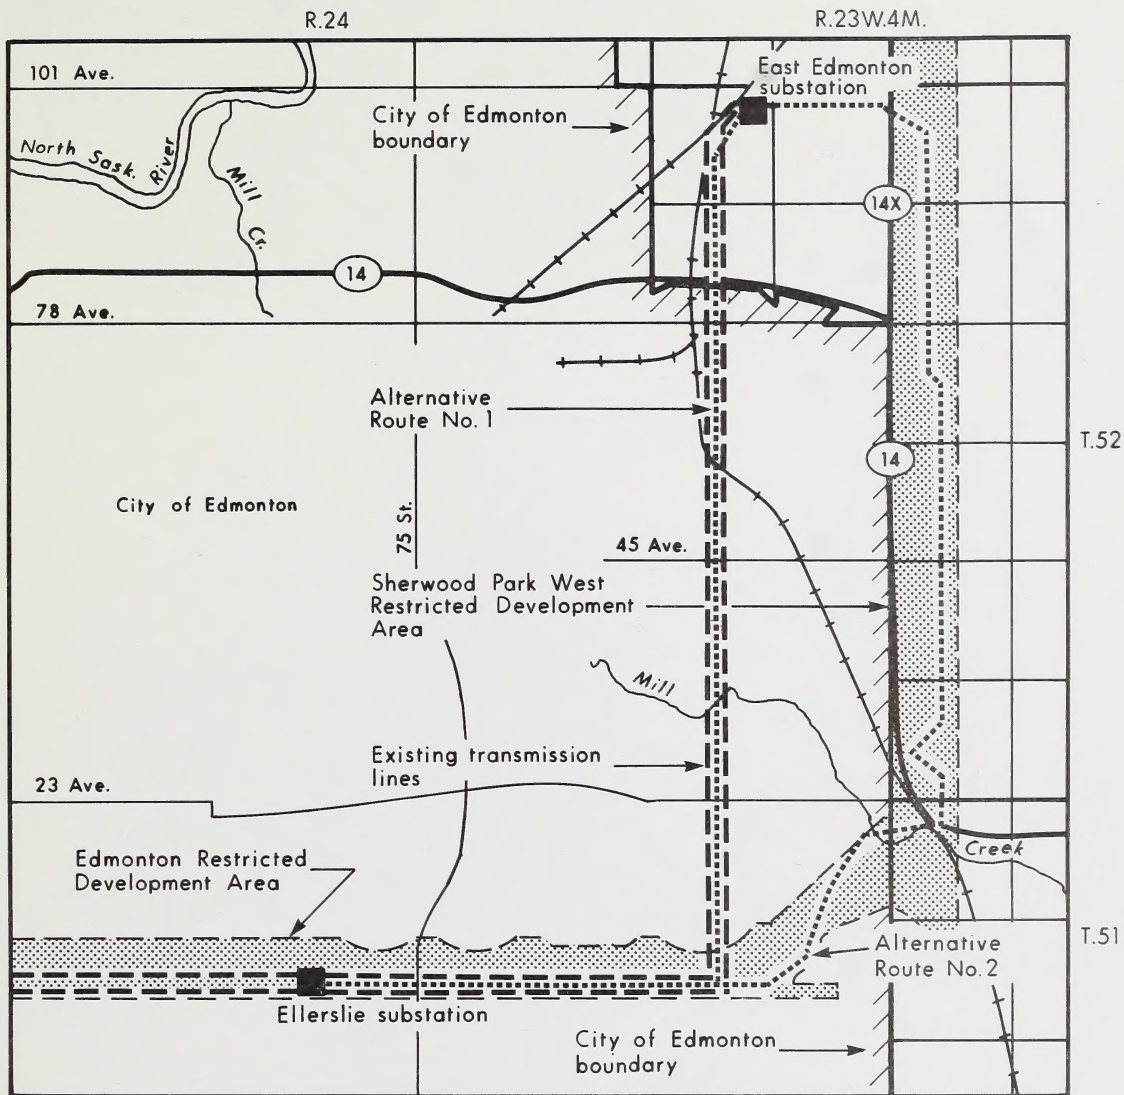 R.24
R.23W.4M.
101 Ave.
East Edmonton
substation
City of Edmonton
boundary
North Sask. River
Mill Cr.
14X
14
78 Ave.
Alternative
Route No. 1
T.52
14
City of Edmonton
75 St.
45 Ave.
Sherwood Park West
Restricted Development
Area
Mill
Existing transmission
lines
23 Ave.
Creek
Edmonton Restricted
Development Area
T.51
Alternative
Route No. 2
Ellerslie substation
City of Edmonton
boundary